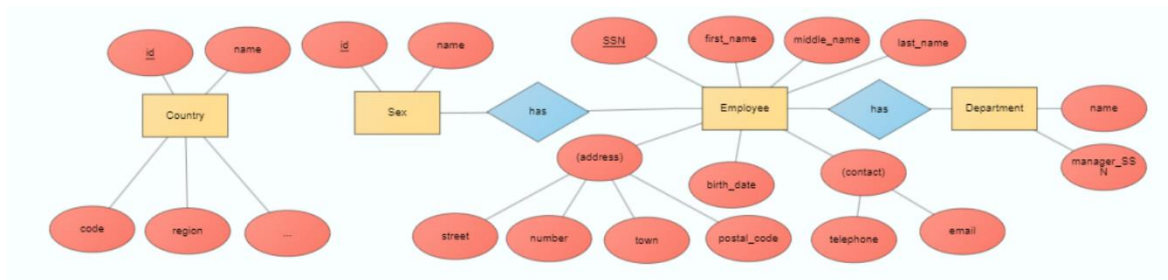 id
name
id
name
SSN
first_name
middle_name
last_name
Country
Sex
has
Employee
has
Department
name
(address)
birth_date
(contact)
manager_SS
N
code
region
...
street
number
town
postal_code
telephone
email